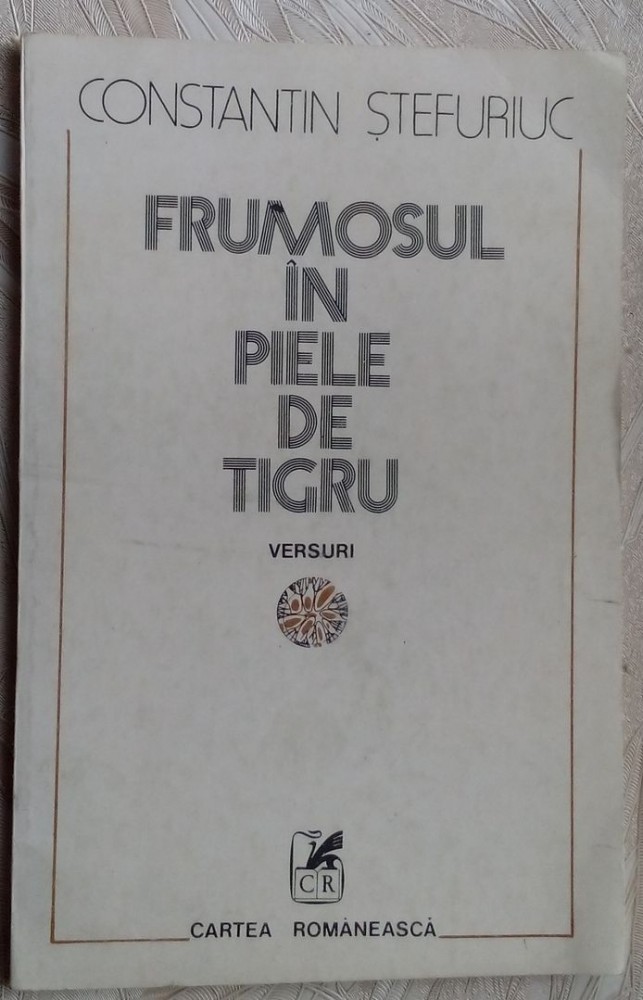 CONSTANTIN ȘTEFURIUC
FRUMOSUL
ÎN
PIELE
DE
TIGRU
VERSURI
CR
CARTEA ROMÂNEASCĂ